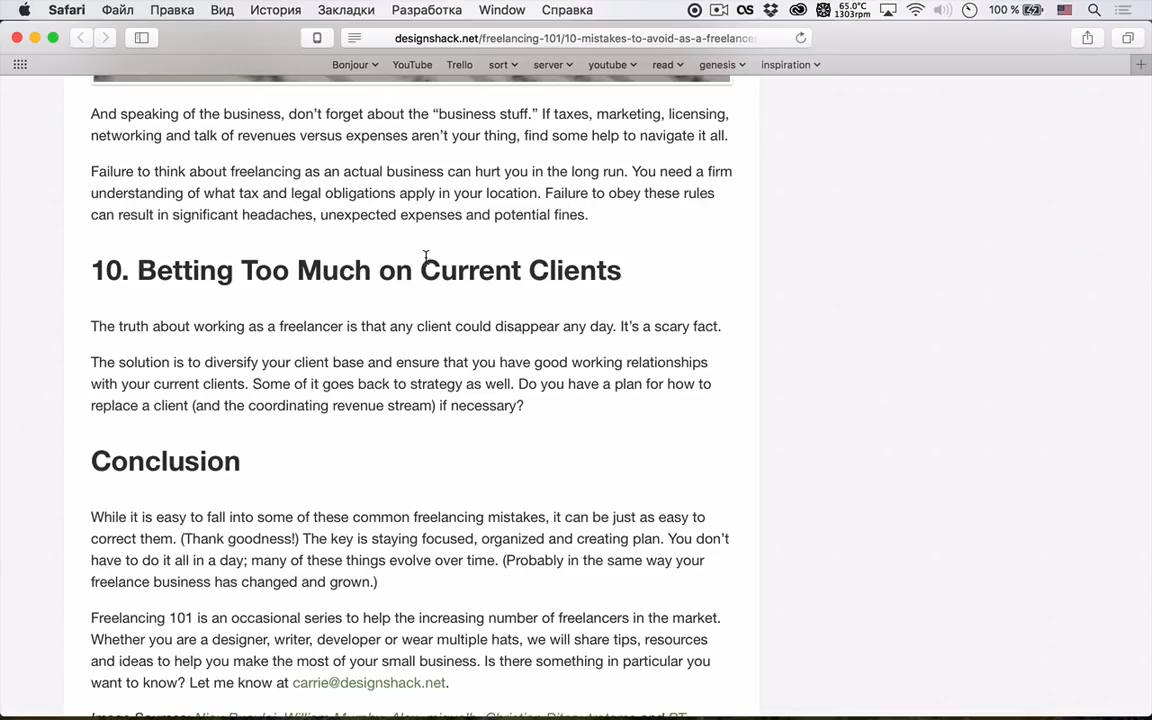 Safari Файл Правка Вид История Закладки Разработка Window Справка 65.0°C 1303rpm 100 %
designshack.net/freelancing-101/10-mistakes-to-avoid-as-a-freelancer
Bonjour YouTube Trello sort server youtube read genesis inspiration
And speaking of the business, don’t forget about the “business stuff.” If taxes, marketing, licensing,
networking and talk of revenues versus expenses aren’t your thing, find some help to navigate it all.
Failure to think about freelancing as an actual business can hurt you in the long run. You need a firm
understanding of what tax and legal obligations apply in your location. Failure to obey these rules
can result in significant headaches, unexpected expenses and potential fines.
10. Betting Too Much on Current Clients
The truth about working as a freelancer is that any client could disappear any day. It’s a scary fact.
The solution is to diversify your client base and ensure that you have good working relationships
with your current clients. Some of it goes back to strategy as well. Do you have a plan for how to
replace a client (and the coordinating revenue stream) if necessary?
Conclusion
While it is easy to fall into some of these common freelancing mistakes, it can be just as easy to
correct them. (Thank goodness!) The key is staying focused, organized and creating plan. You don’t
have to do it all in a day; many of these things evolve over time. (Probably in the same way your
freelance business has changed and grown.)
Freelancing 101 is an occasional series to help the increasing number of freelancers in the market.
Whether you are a designer, writer, developer or wear multiple hats, we will share tips, resources
and ideas to help you make the most of your small business. Is there something in particular you
want to know? Let me know at carrie@designshack.net.